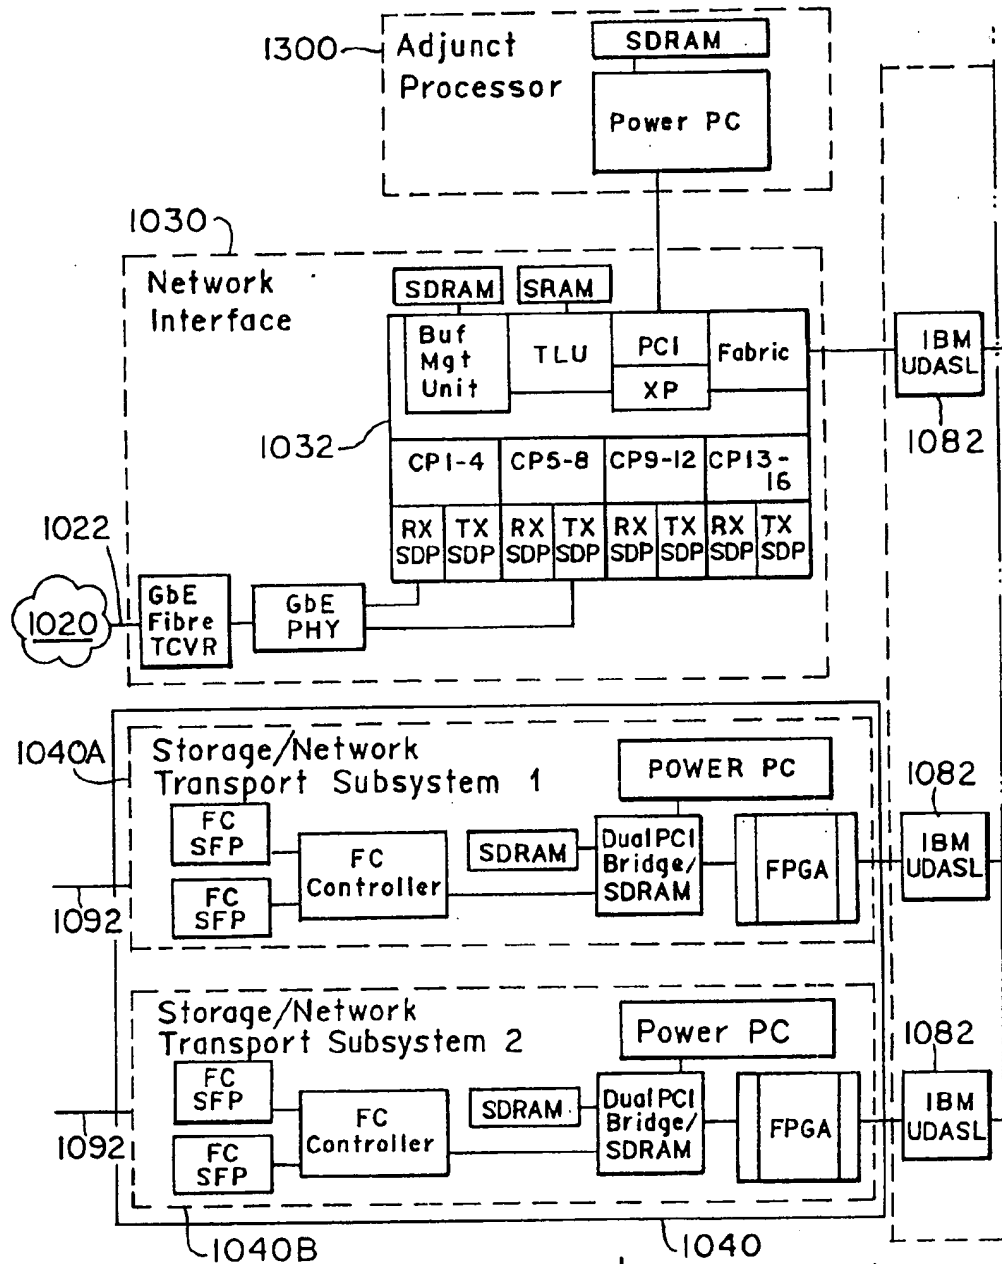 1300
Adjunct
Processor
SDRAM
Power PC
1030
Network
Interface
SDRAM
SRAM
Buf
Mgt
Unit
TLU
PCI
XP
Fabric
IBM
UDASL
1082
1032
CP1-4
CP5-8
CP9-12
CP13-
16
RX
SDP
TX
SDP
RX
SDP
TX
SDP
RX
SDP
TX
SDP
RX
SDP
TX
SDP
1022
1020
GbE
Fibre
TCVR
GbE
PHY
1040A
Storage/Network
Transport Subsystem 1
POWER PC
FC
SFP
FC
SFP
FC
Controller
SDRAM
Dual PCI
Bridge/
SDRAM
FPGA
1082
IBM
UDASL
1092
Storage/Network
Transport Subsystem 2
Power PC
FC
SFP
FC
SFP
FC
Controller
SDRAM
Dual PCI
Bridge/
SDRAM
FPGA
1082
IBM
UDASL
1092
1040B
1040